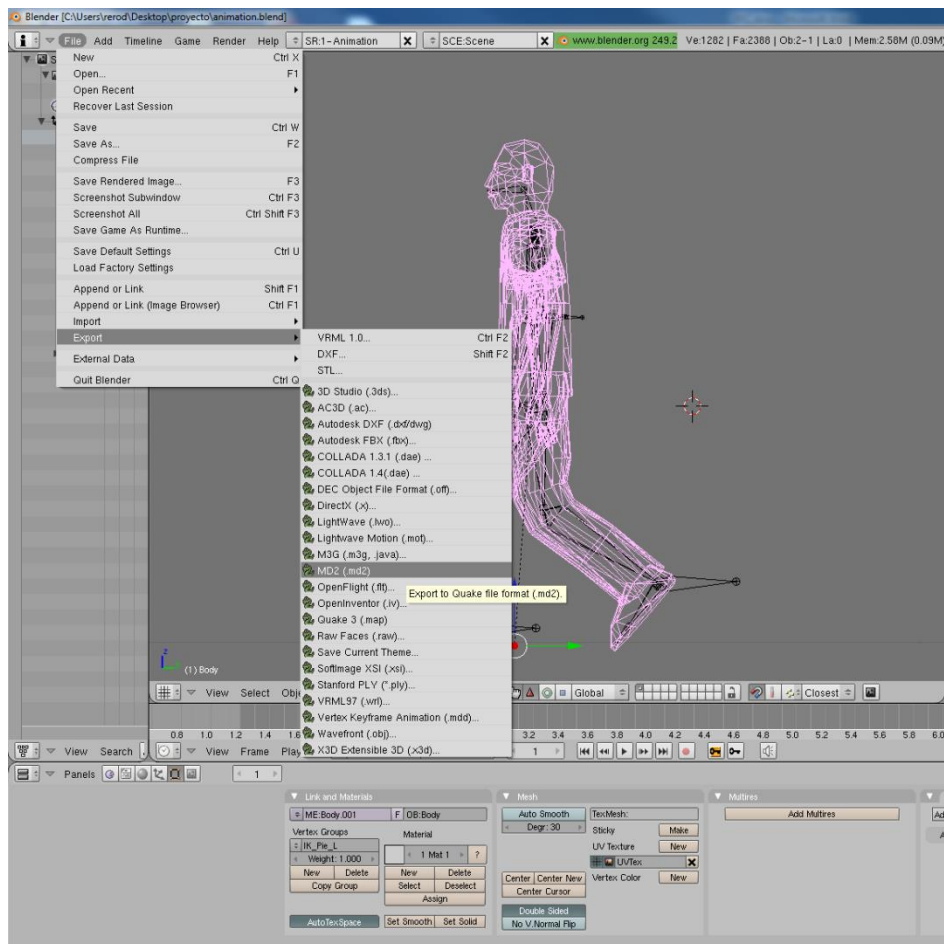 Blender [C:\Users\rerod\Desktop\proyecto\animation.blend]
File Add Timeline Game Render Help SR:1-Animation X SCE:Scene X www.blender.org 249.2 Ve:1282 | Fa:2388 | Ob:2-1 | La:0 | Mem:2.58M (0.09M)
New Ctrl X
Open... F1
Open Recent
Recover Last Session
Save Ctrl W
Save As... F2
Compress File
Save Rendered Image... F3
Screenshot Subwindow Ctrl F3
Screenshot All Ctrl Shift F3
Save Game As Runtime...
Save Default Settings Ctrl U
Load Factory Settings
Append or Link Shift F1
Append or Link (Image Browser) Ctrl F1
Import
Export
External Data
Quit Blender Ctrl Q
VRML 1.0... Ctrl F2
DXF... Shift F2
STL...
3D Studio (.3ds)...
AC3D (.ac)...
Autodesk DXF (.dxf/dwg)
Autodesk FBX (.fbx)...
COLLADA 1.3.1 (.dae) ...
COLLADA 1.4(.dae) ...
DEC Object File Format (.off)...
DirectX (.x)...
LightWave (.lwo)...
Lightwave Motion (.mot)...
M3G (.m3g, .java)...
MD2 (.md2)
OpenFlight (.flt)...
Export to Quake file format (.md2).
OpenInventor (.iv)...
Quake 3 (.map)
Raw Faces (.raw)...
Save Current Theme...
SoftImage XSI (.xsi)...
Stanford PLY (*.ply)...
VRML97 (.wrl)...
Vertex Keyframe Animation (.mdd)...
Wavefront (.obj)...
X3D Extensible 3D (.x3d)...
z
(1) Body
View Select Obje Global Closest
0.8 1.0 1.2 1.4 1.6 3.2 3.4 3.6 3.8 4.0 4.2 4.4 4.6 4.8 5.0 5.2 5.4 5.6 5.8 6.0
View Search View Frame Play 1
Panels 1
Link and Materials
ME:Body.001 F OB:Body
Vertex Groups Material
IK_Pie_L
Weight: 1.000 1 Mat 1 ?
New Delete New Delete
Copy Group Select Deselect
Assign
AutoTexSpace Set Smooth Set Solid
Mesh
Auto Smooth TexMesh:
Degr: 30 Sticky Make
UV Texture New
UVTex X
Center Center New Vertex Color New
Center Cursor
Double Sided
No V.Normal Flip
Multires
Add Multires